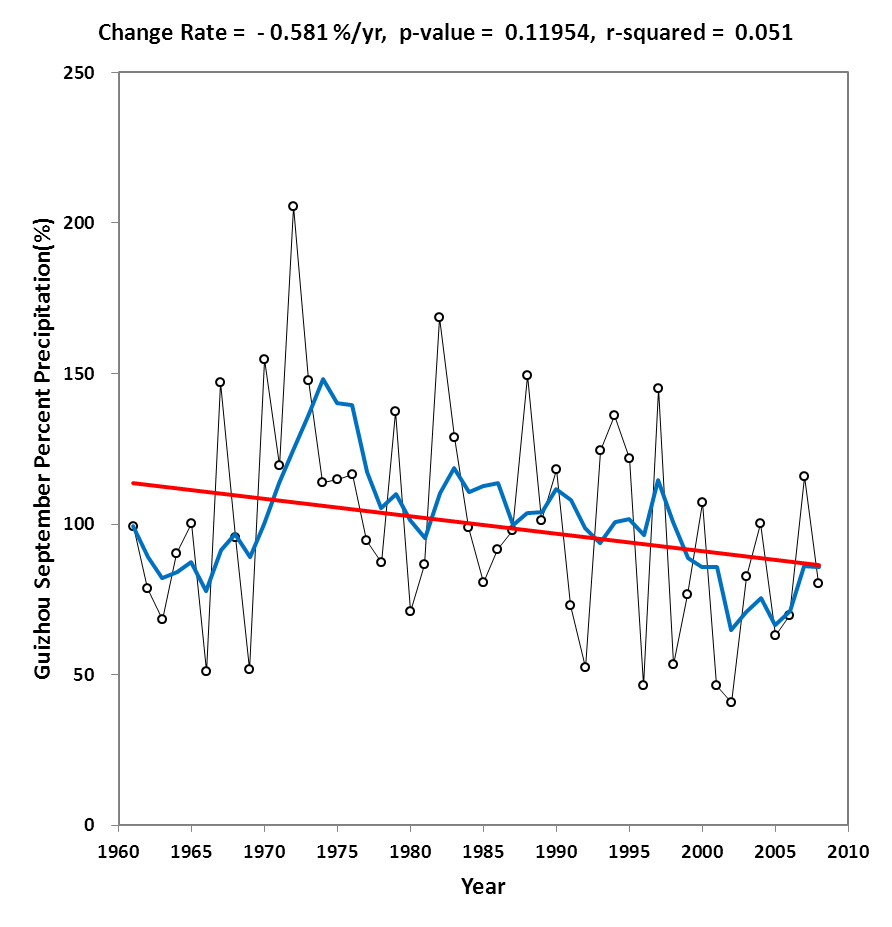 Change Rate =  - 0.581 %/yr,  p-value =  0.11954,  r-squared =  0.051
250
200
150
100
50
0
Guizhou September Percent Precipitation(%)
1960 1965 1970 1975 1980 1985 1990 1995 2000 2005 2010
Year